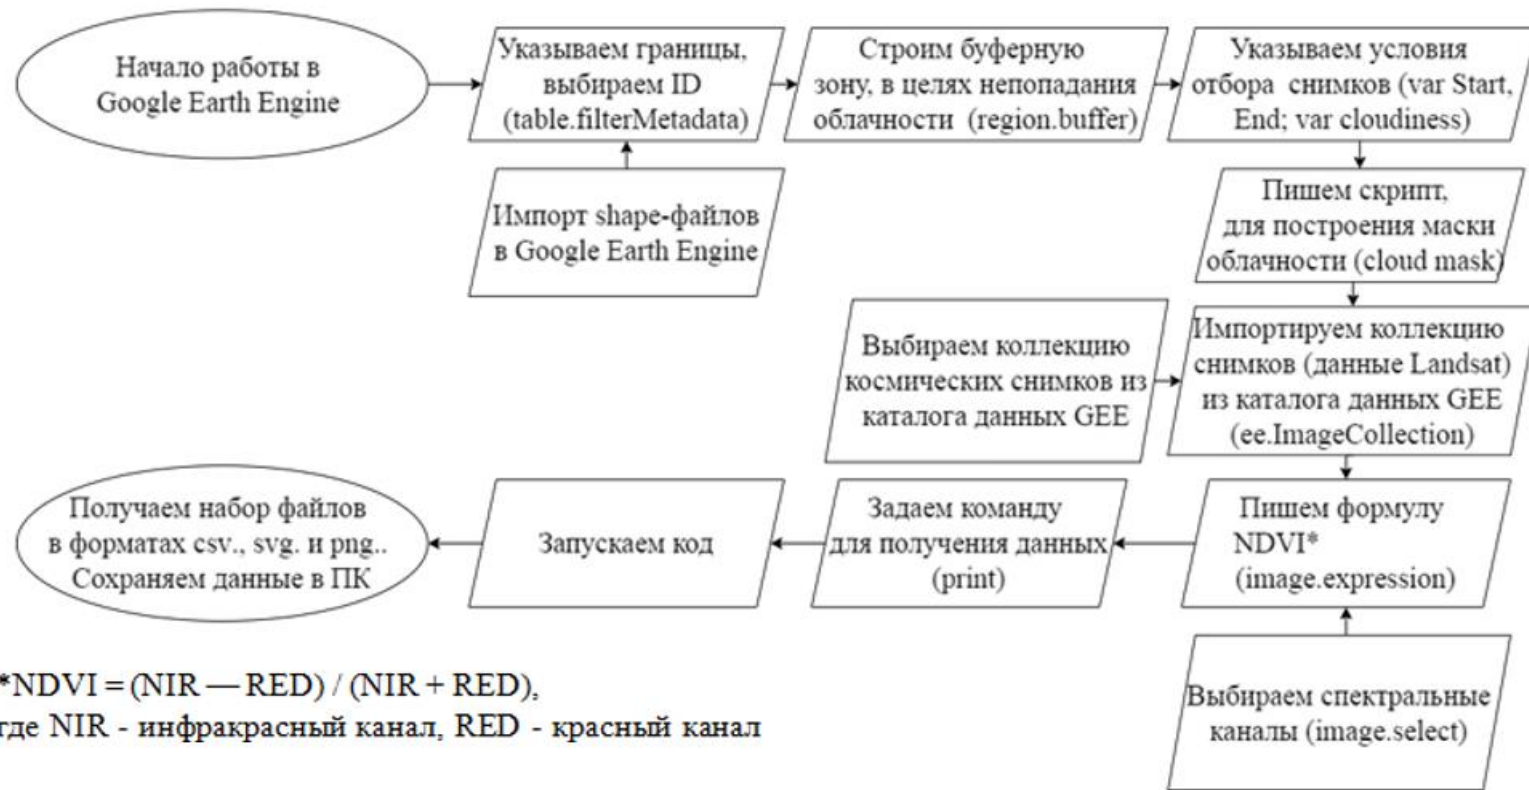 Начало работы в
Google Earth Engine
Указываем границы,
выбираем ID
(table.filterMetadata)
Строим буферную
зону, в целях непопадания
облачности (region.buffer)
Указываем условия
отбора снимков (var Start,
End; var cloudiness)
Импорт shape-файлов
в Google Earth Engine
Пишем скрипт,
для построения маски
облачности (cloud mask)
Выбираем коллекцию
космических снимков из
каталога данных GEE
Импортируем коллекцию
снимков (данные Landsat)
из каталога данных GEE
(ee.ImageCollection)
Получаем набор файлов
в форматах csv., svg. и png..
Сохраняем данные в ПК
Запускаем код
Задаем команду
для получения данных
(print)
Пишем формулу
NDVI*
(image.expression)
Выбираем спектральные
каналы (image.select)
*NDVI = (NIR — RED) / (NIR + RED),
где NIR - инфракрасный канал, RED - красный канал